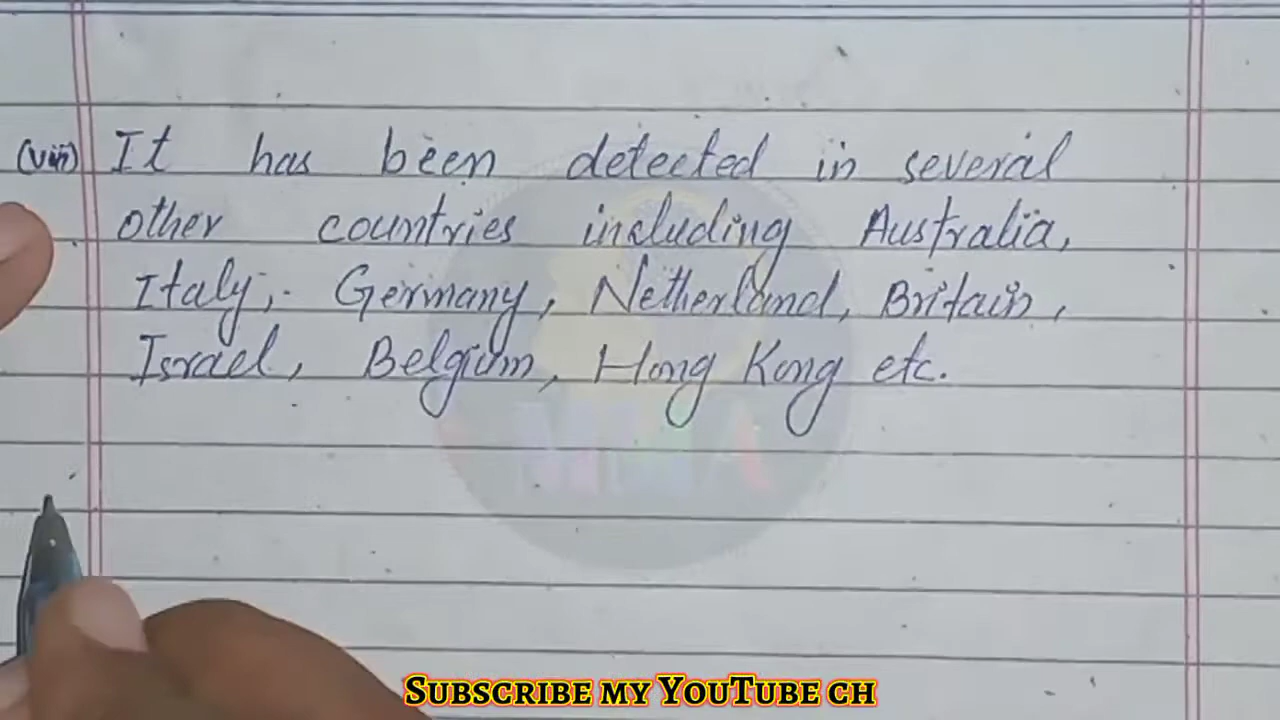 (viii) It has been detected in several
other countries including Australia,
Italy, Germany, Netherland, Britain,
Israel, Belgium, Hong Kong etc.
MWA
SUBSCRIBE MY YOUTUBE CH